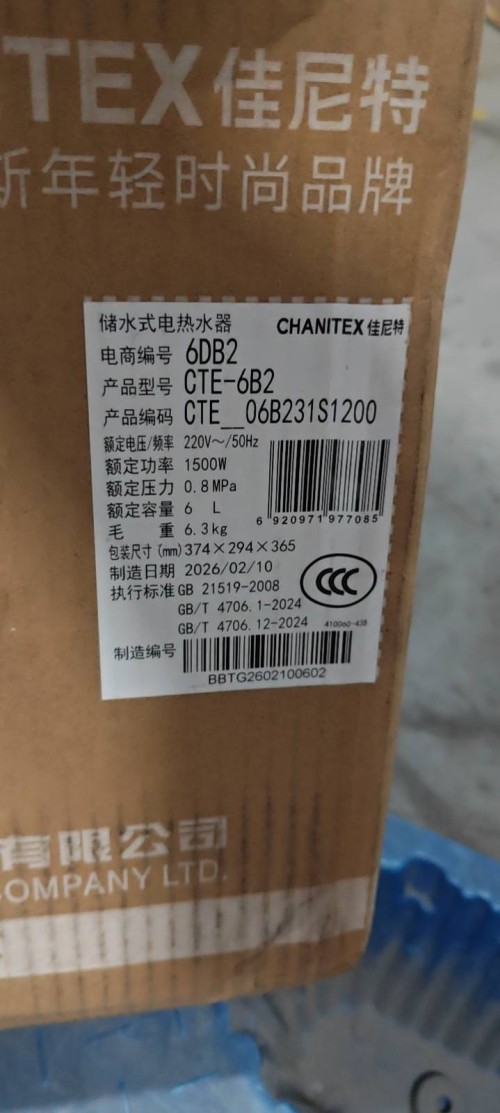 TEX佳尼特
新年轻时尚品牌
储水式电热水器 CHANITEX佳尼特
电商编号 6DB2
产品型号 CTE-6B2
产品编码 CTE__06B231S1200
额定电压/频率 220V～/50Hz
额定功率 1500W
额定压力 0.8MPa
额定容量 6 L
6 920971 977085
毛 重 6.3kg
包装尺寸(mm) 374×294×365
制造日期 2026/02/10
执行标准 GB 21519-2008
CCC
GB/T 4706.1-2024
GB/T 4706.12-2024 410060-438
制造编号
BBTG2602100602
有限公司
COMPANY LTD.